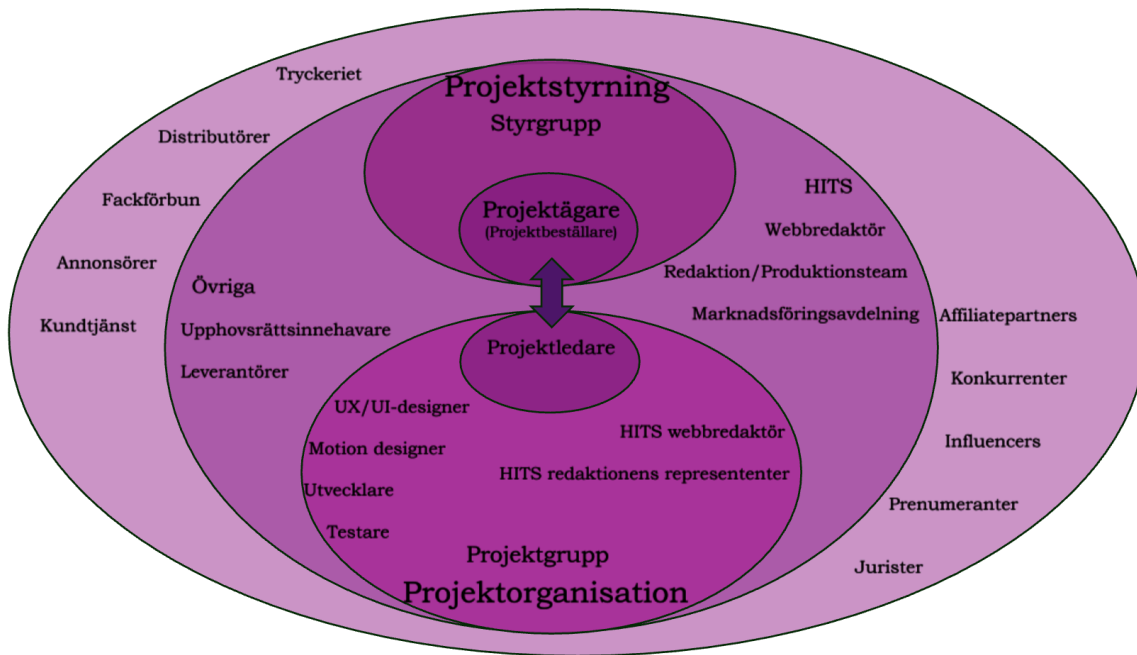 Tryckeriet
Distributörer
Fackförbun
Annonsörer
Kundtjänst
Projektstyrning
Styrgrupp
Projektägare
(Projektbeställare)
HITS
Webbredaktör
Redaktion/Produktionsteam
Marknadsföringsavdelning
Övriga
Upphovsrättsinnehavare
Leverantörer
Projektledare
UX/UI-designer
Motion designer
Utvecklare
Testare
HITS webbredaktör
HITS redaktionens represententer
Projektgrupp
Projektorganisation
Affiliatepartners
Konkurrenter
Influencers
Prenumeranter
Jurister